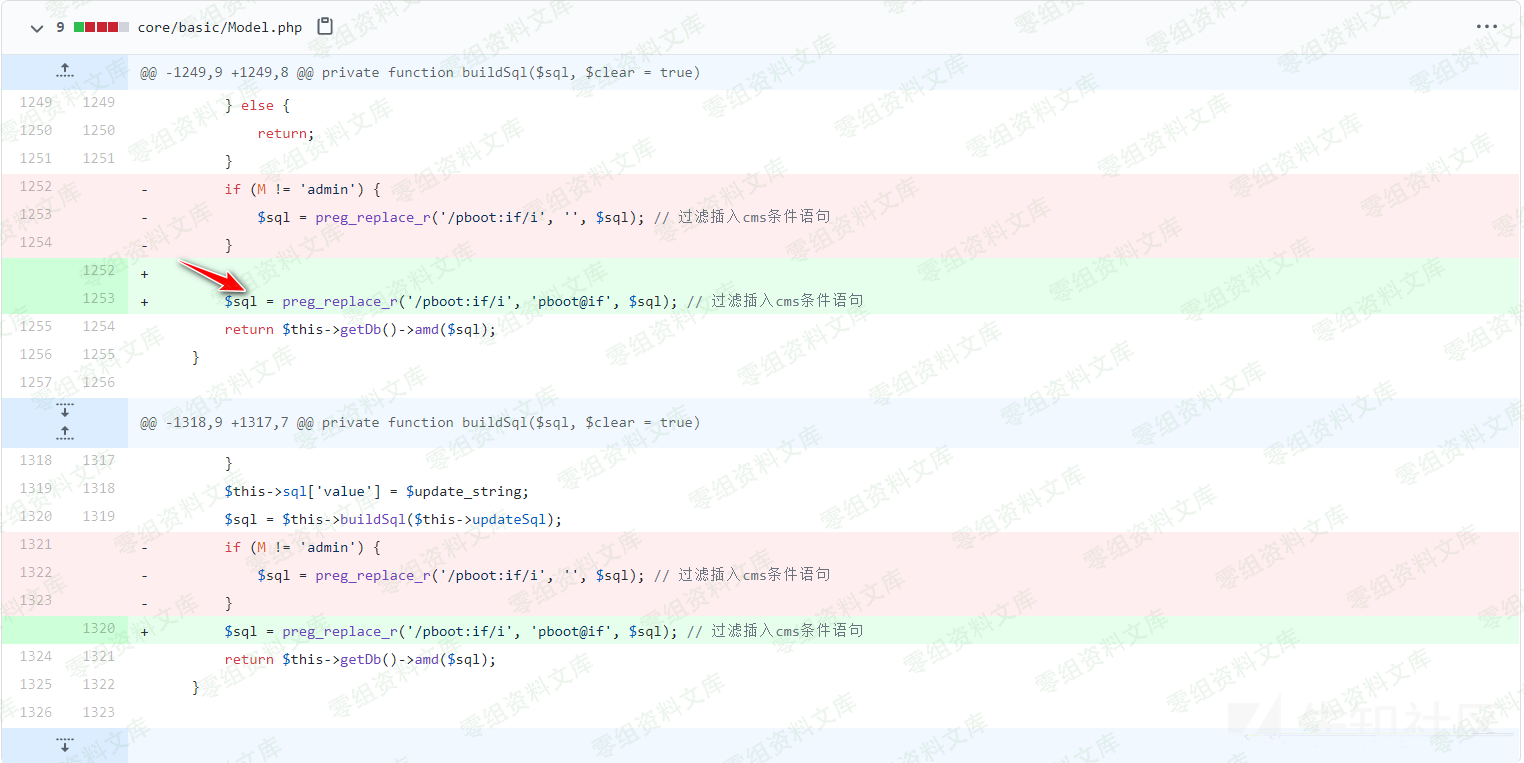 9 core/basic/Model.php
@@ -1249,9 +1249,8 @@ private function buildSql($sql, $clear = true)
1249 1249 } else {
1250 1250 return;
1251 1251 }
1252 - if (M != 'admin') {
1253 - $sql = preg_replace_r('/pboot:if/i', '', $sql); // 过滤插入cms条件语句
1254 - }
1252 +
1253 + $sql = preg_replace_r('/pboot:if/i', 'pboot@if', $sql); // 过滤插入cms条件语句
1255 1254 return $this->getDb()->amd($sql);
1256 1255 }
1257 1256
@@ -1318,9 +1317,7 @@ private function buildSql($sql, $clear = true)
1318 1317 }
1319 1318 $this->sql['value'] = $update_string;
1320 1319 $sql = $this->buildSql($this->updateSql);
1321 - if (M != 'admin') {
1322 - $sql = preg_replace_r('/pboot:if/i', '', $sql); // 过滤插入cms条件语句
1323 - }
1320 + $sql = preg_replace_r('/pboot:if/i', 'pboot@if', $sql); // 过滤插入cms条件语句
1324 1321 return $this->getDb()->amd($sql);
1325 1322 }
1326 1323
零组资料文库